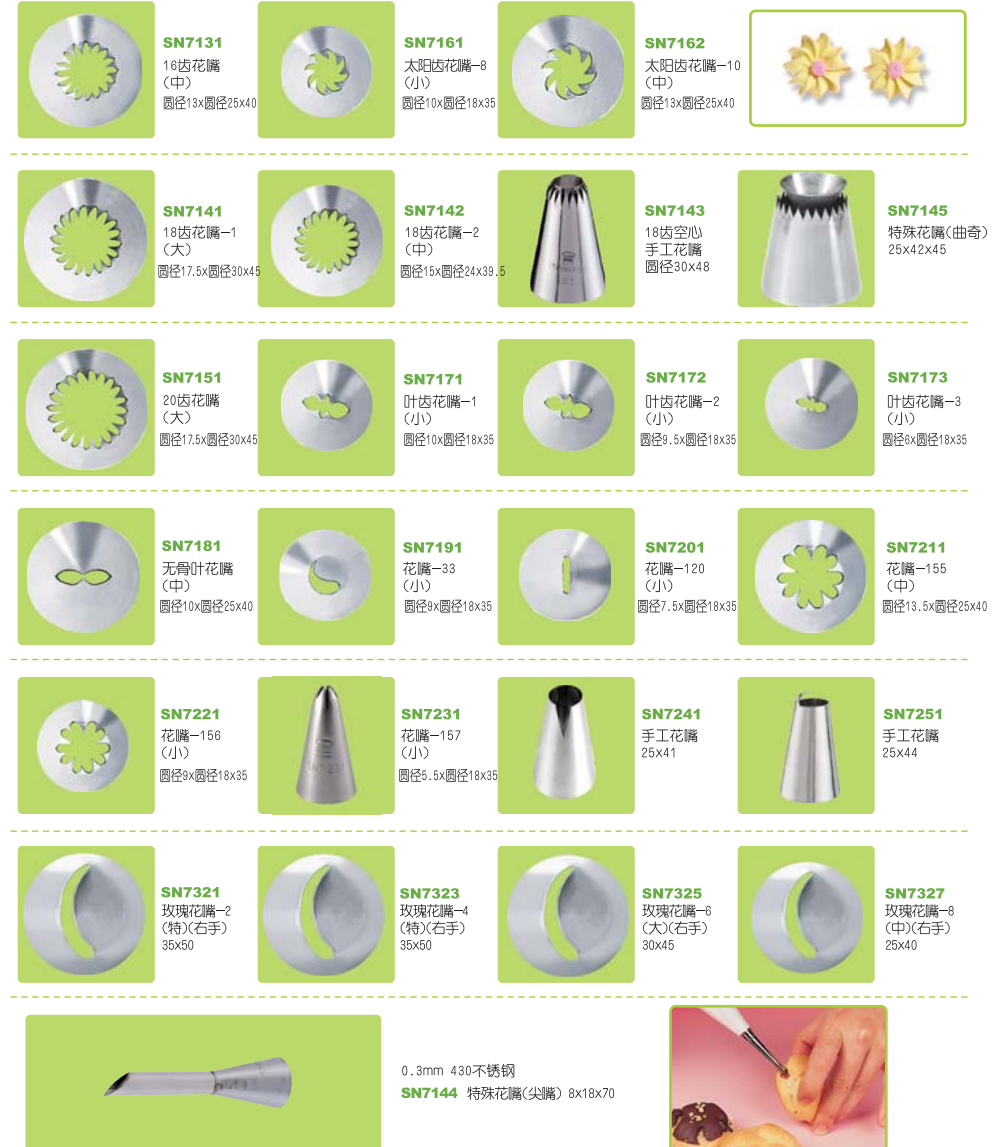 SN7131
16齿花嘴
(中)
圆径13x圆径25x40
SN7161
太阳齿花嘴-8
(小)
圆径10x圆径18x35
SN7162
太阳齿花嘴-10
(中)
圆径13x圆径25x40
SN7141
18齿花嘴-1
(大)
圆径17.5x圆径30x45
SN7142
18齿花嘴-2
(中)
圆径15x圆径24x39.5
SN7143
18齿空心
手工花嘴
圆径30x48
SN7145
特殊花嘴(曲奇)
25x42x45
SN7151
20齿花嘴
(大)
圆径17.5x圆径30x45
SN7171
叶齿花嘴-1
(小)
圆径10x圆径18x35
SN7172
叶齿花嘴-2
(小)
圆径9.5x圆径18x35
SN7173
叶齿花嘴-3
(小)
圆径6x圆径18x35
SN7181
无骨叶花嘴
(中)
圆径10x圆径25x40
SN7191
花嘴-33
(小)
圆径9x圆径18x35
SN7201
花嘴-120
(小)
圆径7.5x圆径18x35
SN7211
花嘴-155
(中)
圆径13.5x圆径25x40
SN7221
花嘴-156
(小)
圆径9x圆径18x35
SN7231
花嘴-157
(小)
圆径5.5x圆径18x35
SN7241
手工花嘴
25x41
SN7251
手工花嘴
25x44
SN7321
玫瑰花嘴-2
(特)(右手)
35x50
SN7323
玫瑰花嘴-4
(特)(右手)
35x50
SN7325
玫瑰花嘴-6
(大)(右手)
30x45
SN7327
玫瑰花嘴-8
(中)(右手)
25x40
0.3mm 430不锈钢
SN7144 特殊花嘴(尖嘴) 8x18x70